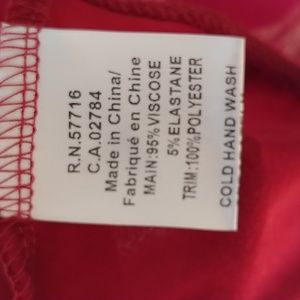 R.N.57716
C.A.02784
Made in China/
Fabriqué en Chine
MAIN:95%VISCOSE
5%ELASTANE
TRIM:100%POLYESTER
COLD HAND WASH